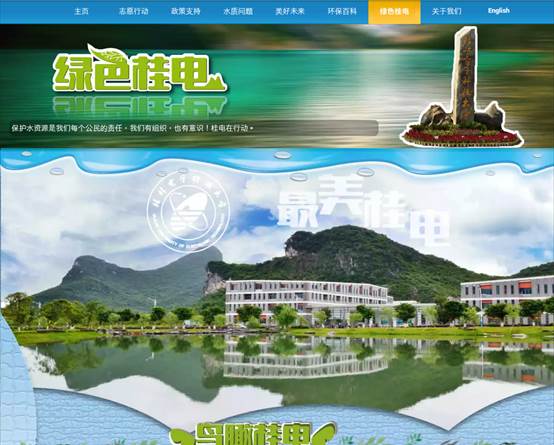 主页 志愿行动 政策支持 水质问题 美好未来 环保百科 绿色桂电 关于我们 English
绿色桂电
保护水资源是我们每个公民的责任，我们有组织，也有意识！桂电在行动。
最美桂电
鸟瞰桂电